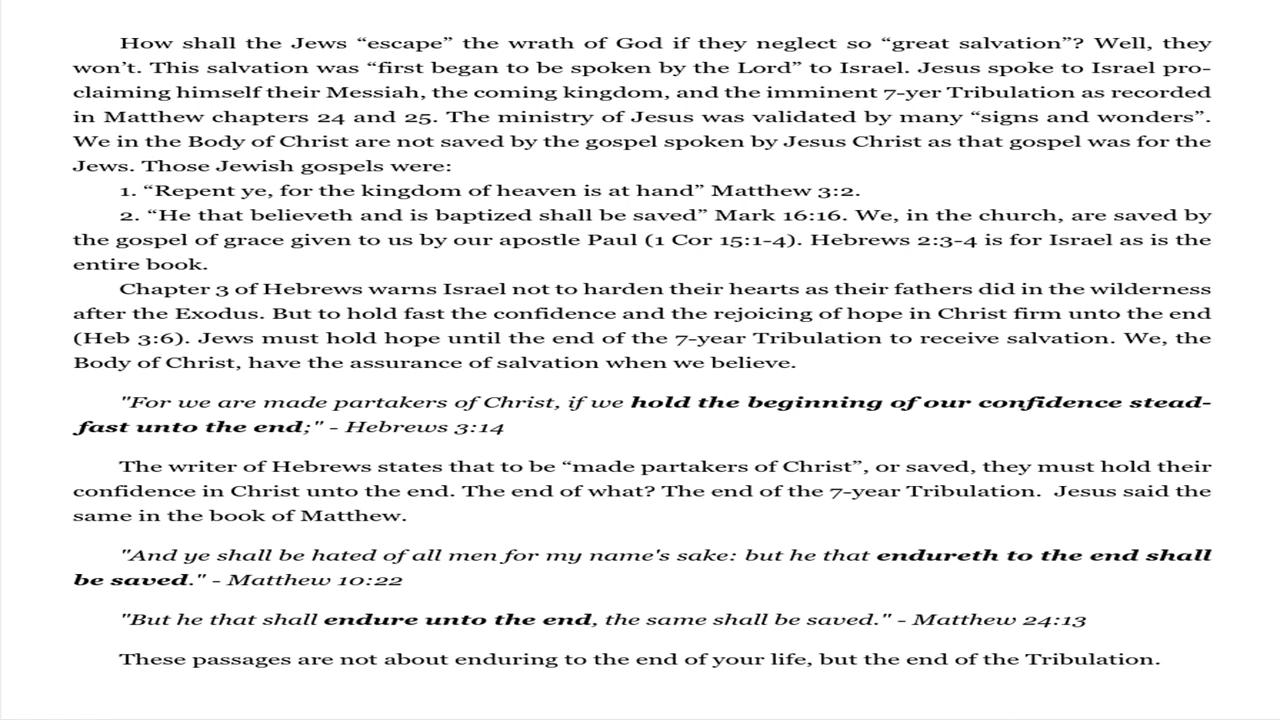 How shall the Jews “escape” the wrath of God if they neglect so “great salvation”? Well, they
won’t. This salvation was “first began to be spoken by the Lord” to Israel. Jesus spoke to Israel pro-
claiming himself their Messiah, the coming kingdom, and the imminent 7-yer Tribulation as recorded
in Matthew chapters 24 and 25. The ministry of Jesus was validated by many “signs and wonders”.
We in the Body of Christ are not saved by the gospel spoken by Jesus Christ as that gospel was for the
Jews. Those Jewish gospels were:
1. “Repent ye, for the kingdom of heaven is at hand” Matthew 3:2.
2. “He that believeth and is baptized shall be saved” Mark 16:16. We, in the church, are saved by
the gospel of grace given to us by our apostle Paul (1 Cor 15:1-4). Hebrews 2:3-4 is for Israel as is the
entire book.
Chapter 3 of Hebrews warns Israel not to harden their hearts as their fathers did in the wilderness
after the Exodus. But to hold fast the confidence and the rejoicing of hope in Christ firm unto the end
(Heb 3:6). Jews must hold hope until the end of the 7-year Tribulation to receive salvation. We, the
Body of Christ, have the assurance of salvation when we believe.
"For we are made partakers of Christ, if we hold the beginning of our confidence stead-
fast unto the end;" - Hebrews 3:14
The writer of Hebrews states that to be “made partakers of Christ”, or saved, they must hold their
confidence in Christ unto the end. The end of what? The end of the 7-year Tribulation.  Jesus said the
same in the book of Matthew.
"And ye shall be hated of all men for my name's sake: but he that endureth to the end shall
be saved." - Matthew 10:22
"But he that shall endure unto the end, the same shall be saved." - Matthew 24:13
These passages are not about enduring to the end of your life, but the end of the Tribulation.